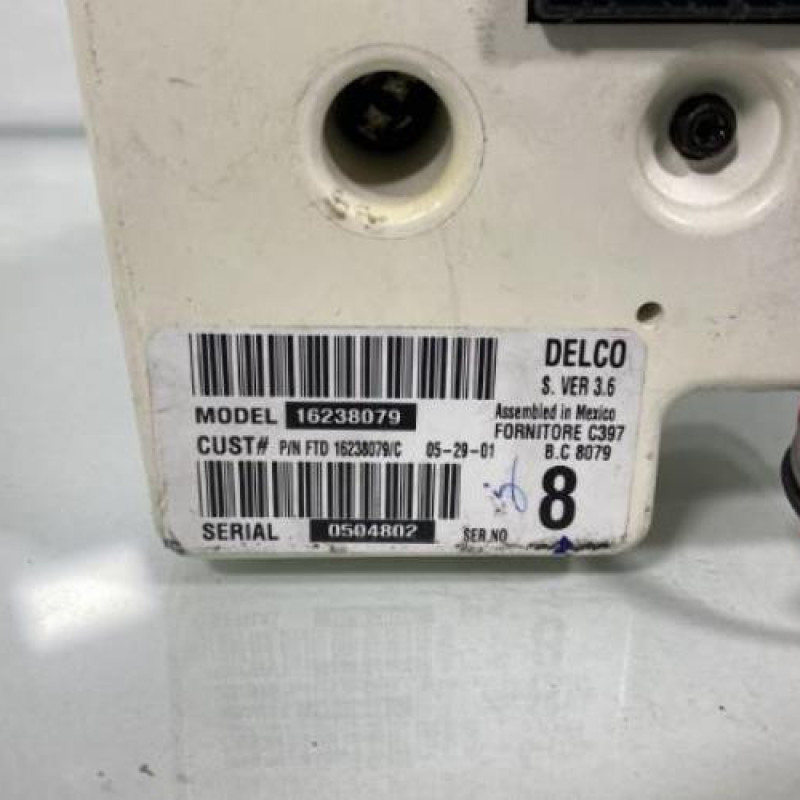 DELCO
S. VER 3.6
MODEL 16238079
Assembled in Mexico
FORNITORE C397
CUST# P/N FTD 16238079/C 05-29-01
B.C 8079
8
SERIAL 0504802 SER.NO